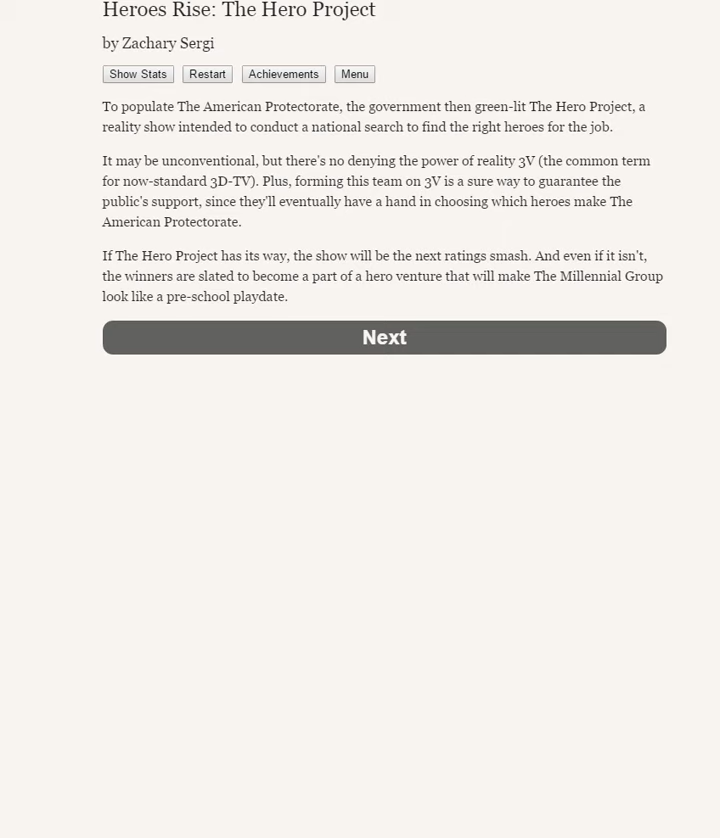 Heroes Rise: The Hero Project
by Zachary Sergi
Show Stats Restart Achievements Menu
To populate The American Protectorate, the government then green-lit The Hero Project, a
reality show intended to conduct a national search to find the right heroes for the job.
It may be unconventional, but there's no denying the power of reality 3V (the common term
for now-standard 3D-TV). Plus, forming this team on 3V is a sure way to guarantee the
public's support, since they'll eventually have a hand in choosing which heroes make The
American Protectorate.
If The Hero Project has its way, the show will be the next ratings smash. And even if it isn't,
the winners are slated to become a part of a hero venture that will make The Millennial Group
look like a pre-school playdate.
Next